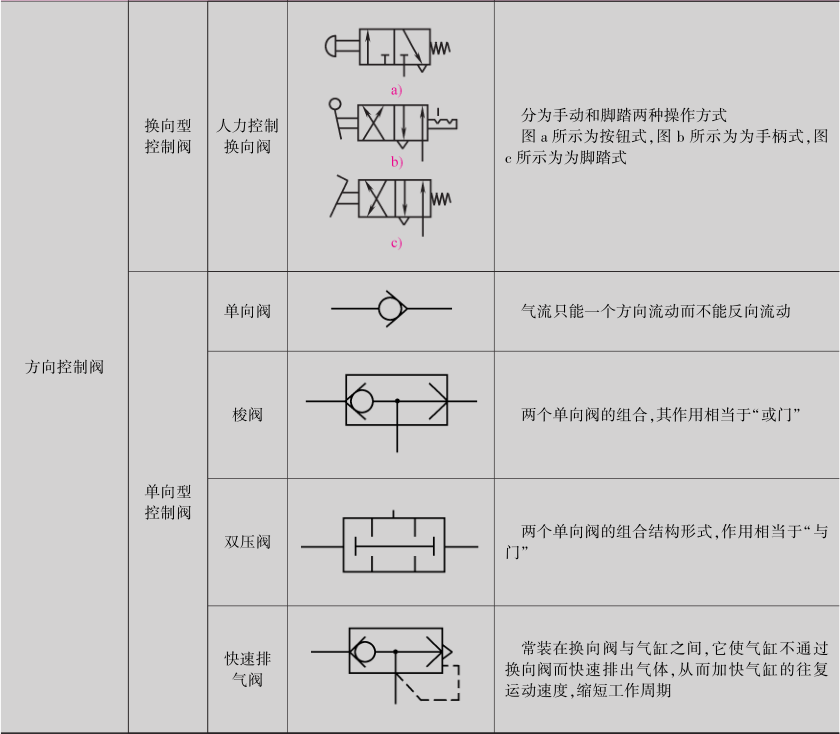 方向控制阀
换向型
控制阀
人力控制
换向阀
a)
b)
c)
分为手动和脚踏两种操作方式
图 a 所示为按钮式,图 b 所示为为手柄式,图
c 所示为为脚踏式
单向型
控制阀
单向阀
气流只能一个方向流动而不能反向流动
梭阀
两个单向阀的组合,其作用相当于“或门”
双压阀
两个单向阀的组合结构形式,作用相当于“与
门”
快速排
气阀
常装在换向阀与气缸之间,它使气缸不通过
换向阀而快速排出气体,从而加快气缸的往复
运动速度,缩短工作周期